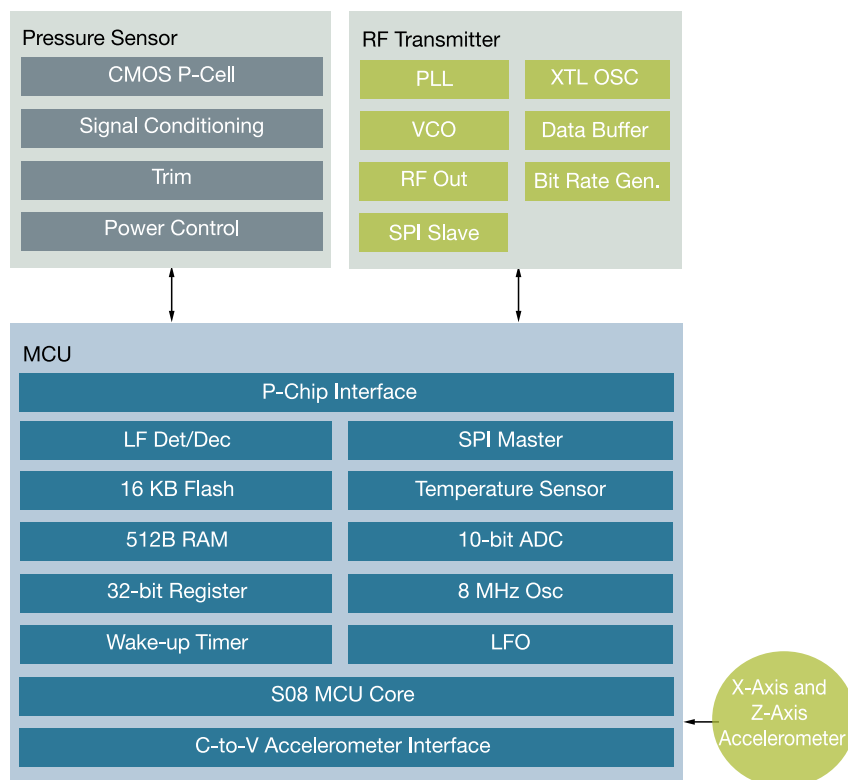 Pressure Sensor
CMOS P-Cell
Signal Conditioning
Trim
Power Control
RF Transmitter
PLL
XTL OSC
VCO
Data Buffer
RF Out
Bit Rate Gen.
SPI Slave
MCU
P-Chip Interface
LF Det/Dec
SPI Master
16 KB Flash
Temperature Sensor
512B RAM
10-bit ADC
32-bit Register
8 MHz Osc
Wake-up Timer
LFO
S08 MCU Core
C-to-V Accelerometer Interface
X-Axis and
Z-Axis
Accelerometer